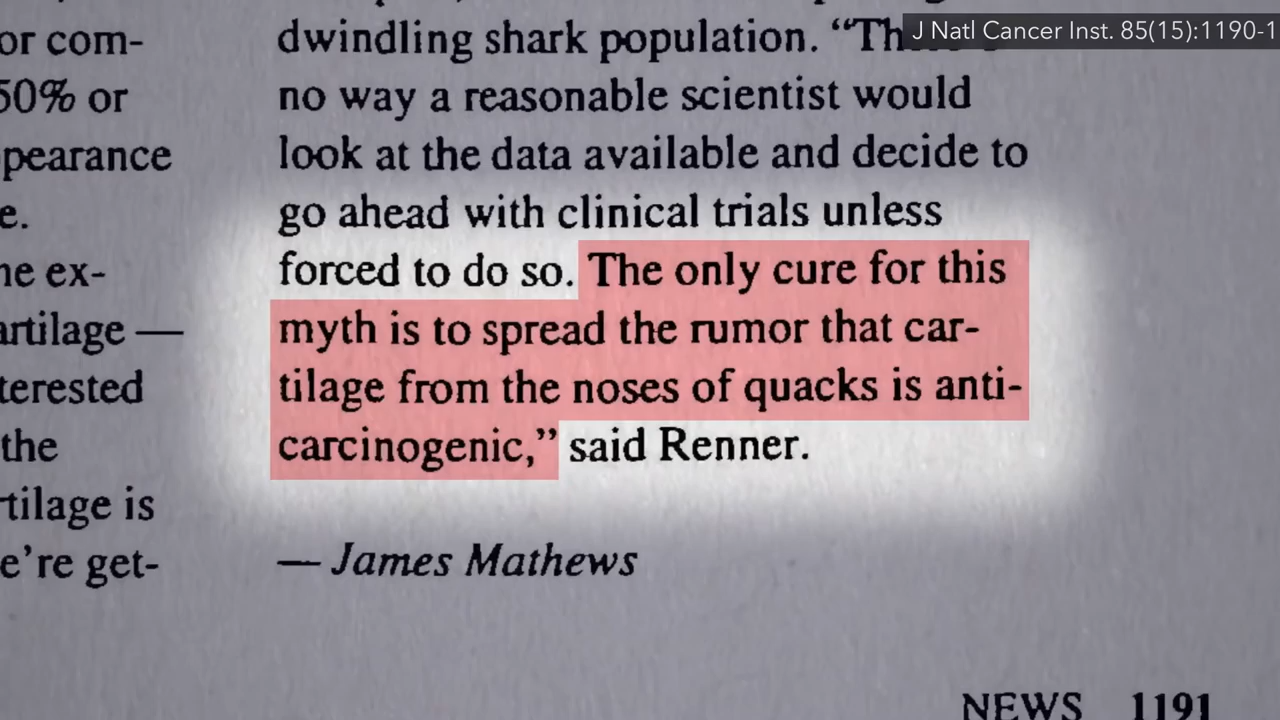 J Natl Cancer Inst. 85(15):1190-1
or com-
50% or
pearance
e.
ne ex-
artilage —
terested
the
rtilage is
e're get-
dwindling shark population.
no way a reasonable scientist would
look at the data available and decide to
go ahead with clinical trials unless
forced to do so. The only cure for this
myth is to spread the rumor that car-
tilage from the noses of quacks is anti-
carcinogenic,” said Renner.
— James Mathews
NEWS 1191